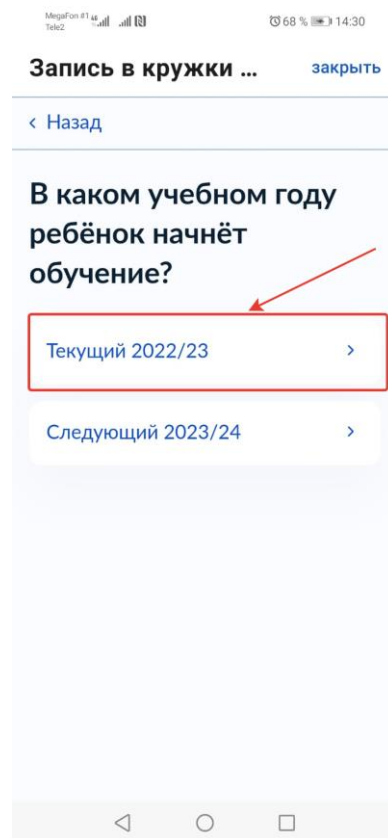 MegaFon #1 68 % 14:30
Tele2
Запись в кружки ... закрыть
‹ Назад
В каком учебном году
ребёнок начнёт
обучение?
Текущий 2022/23
Следующий 2023/24